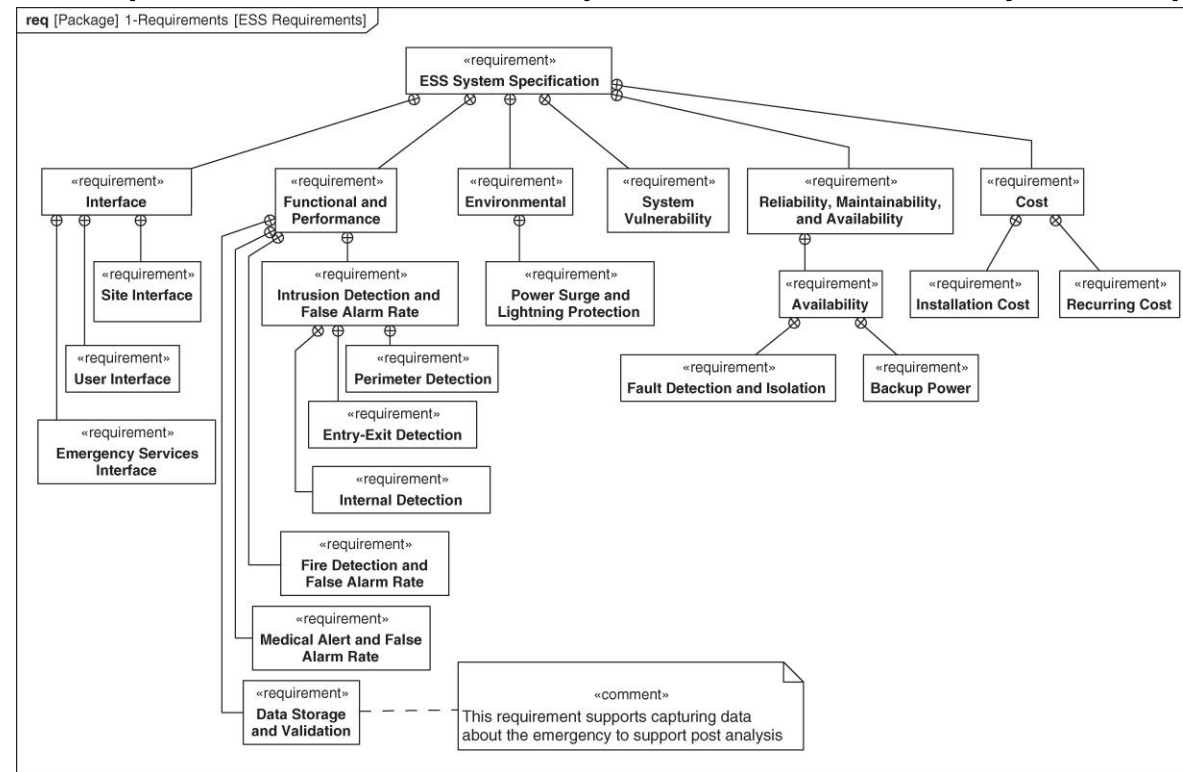 req [Package] 1-Requirements [ESS Requirements]
«requirement»
ESS System Specification
«requirement»
Interface
«requirement»
Functional and
Performance
«requirement»
Environmental
«requirement»
System
Vulnerability
«requirement»
Reliability, Maintainability,
and Availability
«requirement»
Cost
«requirement»
Site Interface
«requirement»
Intrusion Detection and
False Alarm Rate
«requirement»
Power Surge and
Lightning Protection
«requirement»
Availability
«requirement»
Installation Cost
«requirement»
Recurring Cost
«requirement»
User Interface
«requirement»
Perimeter Detection
«requirement»
Fault Detection and Isolation
«requirement»
Backup Power
«requirement»
Entry-Exit Detection
«requirement»
Emergency Services
Interface
«requirement»
Internal Detection
«requirement»
Fire Detection and
False Alarm Rate
«requirement»
Medical Alert and False
Alarm Rate
«requirement»
Data Storage
and Validation
«comment»
This requirement supports capturing data
about the emergency to support post analysis